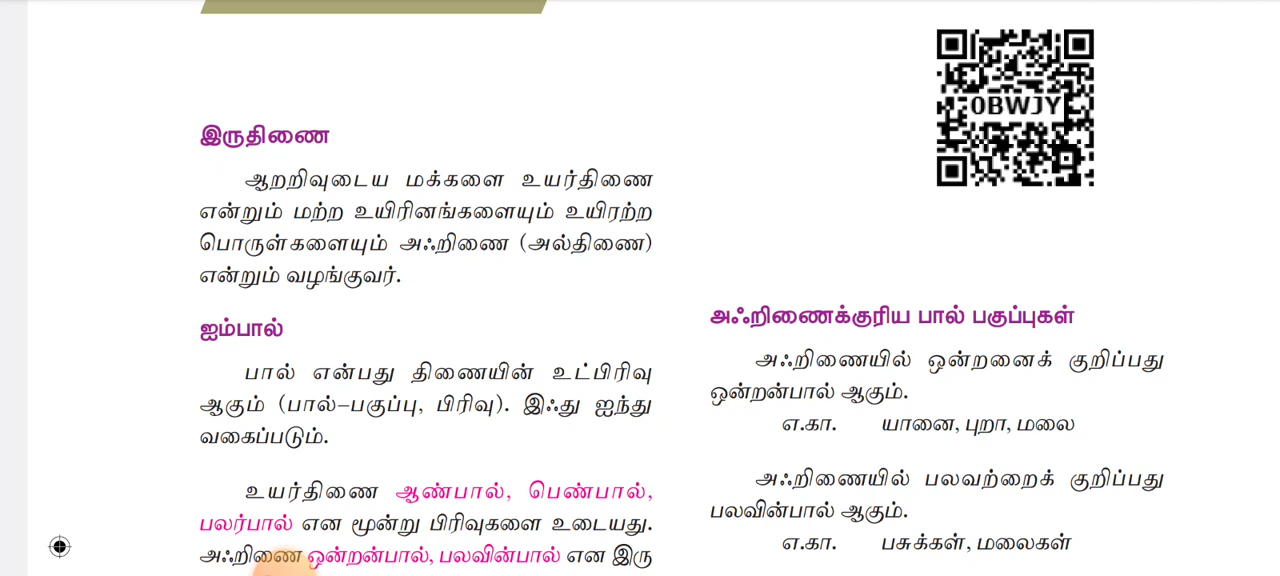 0BWJY
இருதிணை
ஆறறிவுடைய மக்களை உயர்திணை
என்றும் மற்ற உயிரினங்களையும் உயிரற்ற
பொருள்களையும் அஃறிணை (அல்திணை)
என்றும் வழங்குவர்.
ஐம்பால்
பால் என்பது திணையின் உட்பிரிவு
ஆகும் (பால்–பகுப்பு, பிரிவு). இஃது ஐந்து
வகைப்படும்.
உயர்திணை ஆண்பால், பெண்பால்,
பலர்பால் என மூன்று பிரிவுகளை உடையது.
அஃறிணை ஒன்றன்பால், பலவின்பால் என இரு
அஃறிணைக்குரிய பால் பகுப்புகள்
அஃறிணையில் ஒன்றனைக் குறிப்பது
ஒன்றன்பால் ஆகும்.
எ.கா. யானை, புறா, மலை
அஃறிணையில் பலவற்றைக் குறிப்பது
பலவின்பால் ஆகும்.
எ.கா. பசுக்கள், மலைகள்